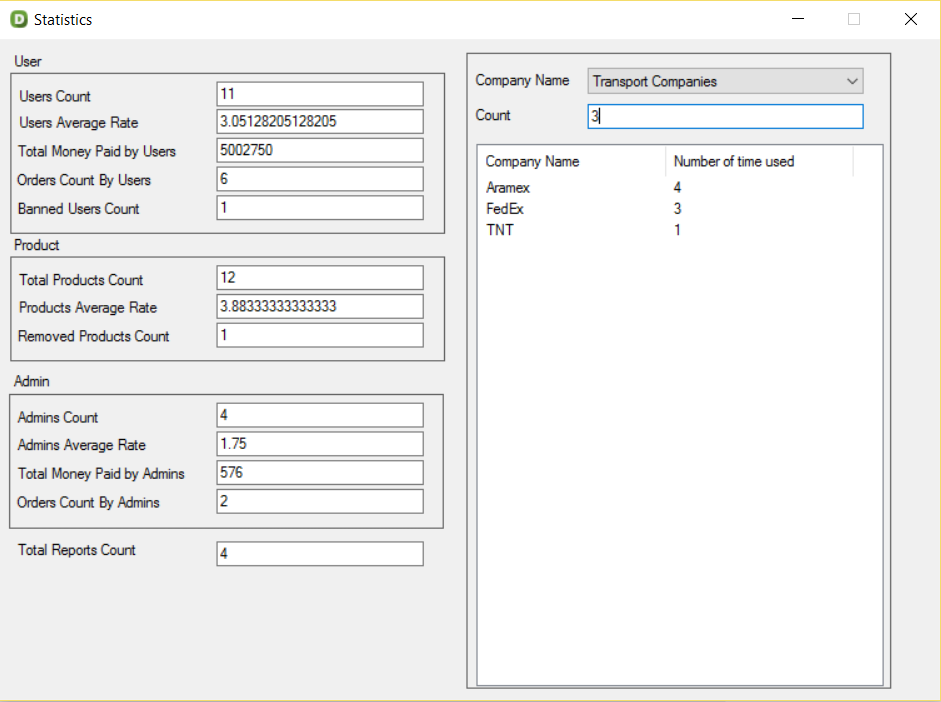 D Statistics
User
Users Count 11
Users Average Rate 3.05128205128205
Total Money Paid by Users 5002750
Orders Count By Users 6
Banned Users Count 1
Product
Total Products Count 12
Products Average Rate 3.88333333333333
Removed Products Count 1
Admin
Admins Count 4
Admins Average Rate 1.75
Total Money Paid by Admins 576
Orders Count By Admins 2
Total Reports Count 4
Company Name Transport Companies
Count 3
Company Name Number of time used
Aramex 4
FedEx 3
TNT 1